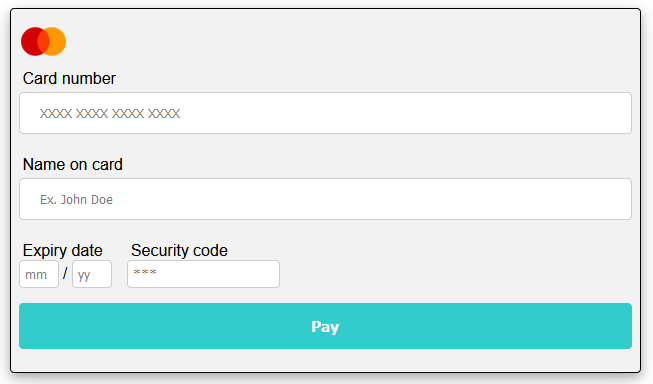 Card number
XXXX XXXX XXXX XXXX
Name on card
Ex. John Doe
Expiry date Security code
mm / yy ***
Pay